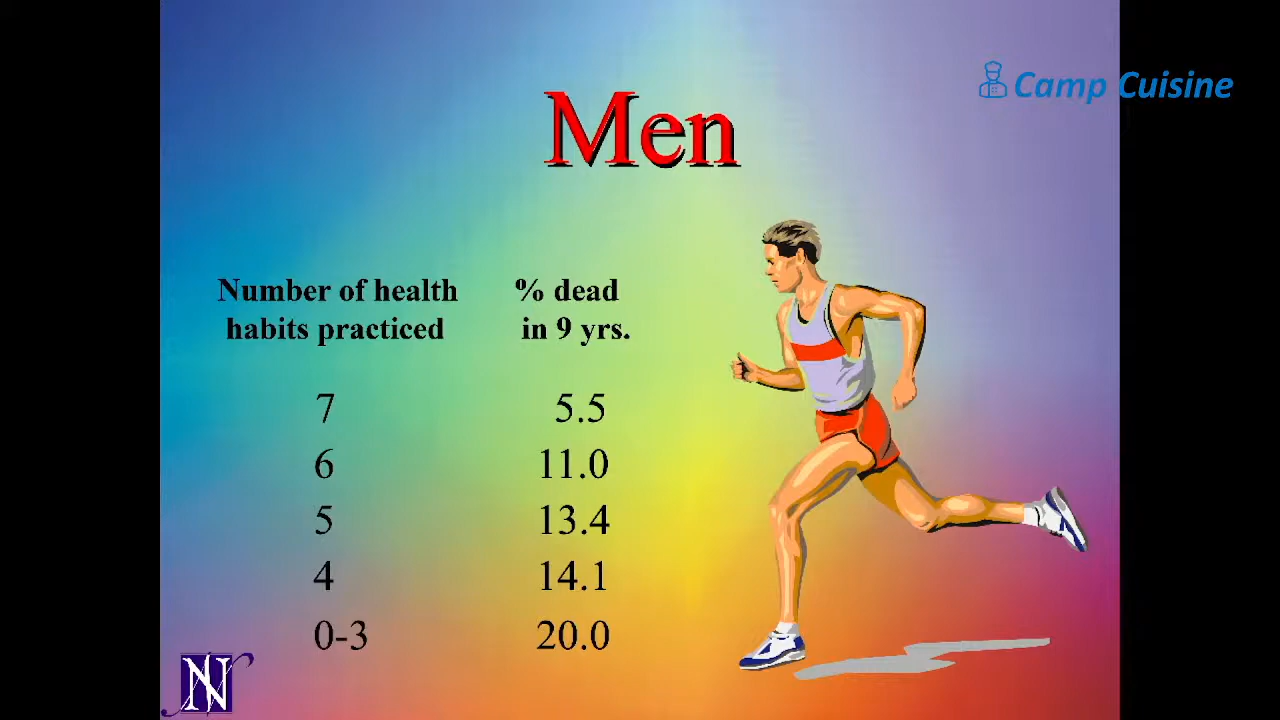 Camp Cuisine
Men
Number of health % dead
habits practiced in 9 yrs.
7 5.5
6 11.0
5 13.4
4 14.1
0-3 20.0
N